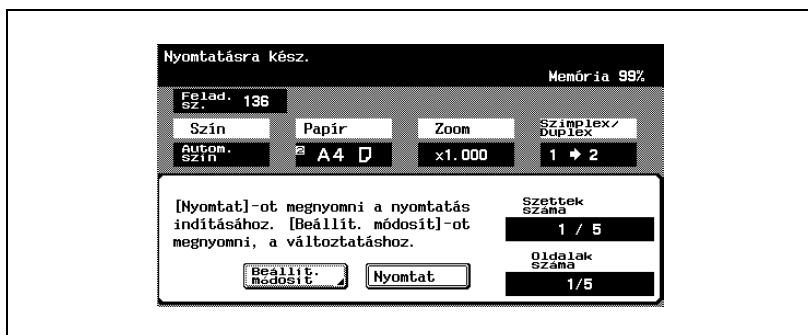 Nyomtatásra kész.
Memória 99%
Felad. sz. 136
Szín Papír Zoom Szimplex/ Duplex
Autom. szín 2 A4 x1.000 1 ➔ 2
[Nyomtat]-ot megnyomni a nyomtatás
indításához. [Beállít. módosít]-ot
megnyomni, a változtatáshoz.
Szettek száma
1 / 5
Oldalak száma
1/5
Beállít. módosít
Nyomtat